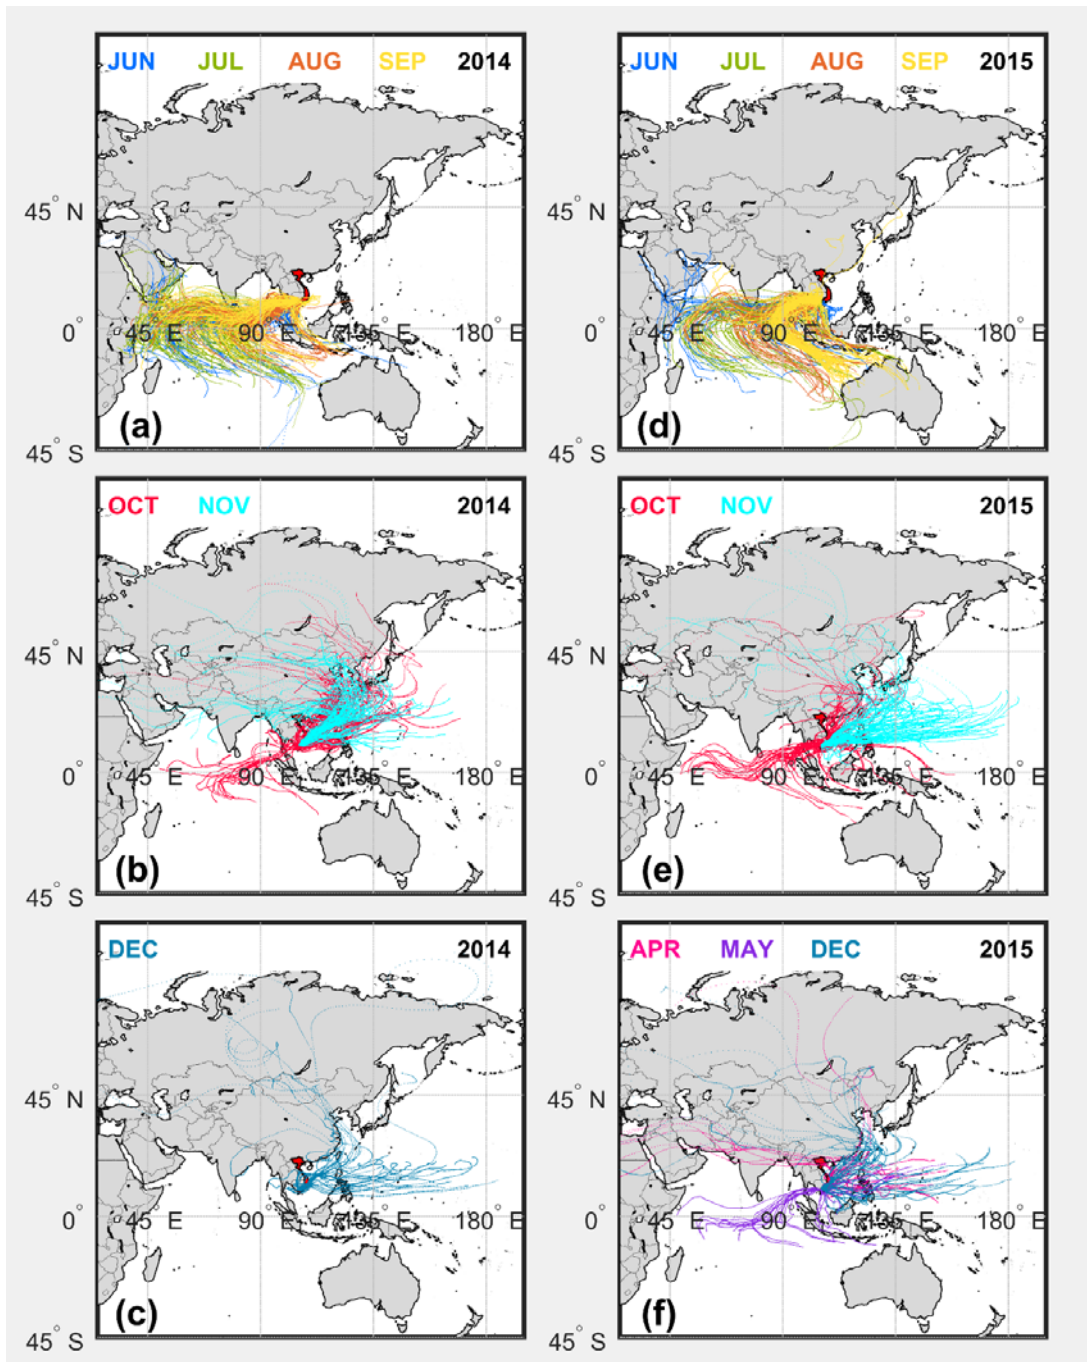 JUN JUL AUG SEP 2014
JUN JUL AUG SEP 2015
45° N
45° N
0°
45 E
90 E
135 E
180° E
0°
45 E
90 E
135 E
180° E
(a)
(d)
45° S
45° S
OCT NOV 2014
OCT NOV 2015
45° N
45° N
0°
45 E
90 E
135 E
180° E
0°
45 E
90 E
135 E
180° E
(b)
(e)
45° S
45° S
DEC 2014
APR MAY DEC 2015
45° N
45° N
0°
45 E
90 E
135 E
180° E
0°
45 E
90 E
135 E
180° E
(c)
(f)
45° S
45° S